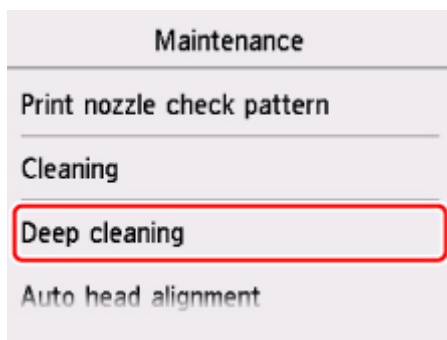 Maintenance
Print nozzle check pattern
Cleaning
Deep cleaning
Auto head alignment